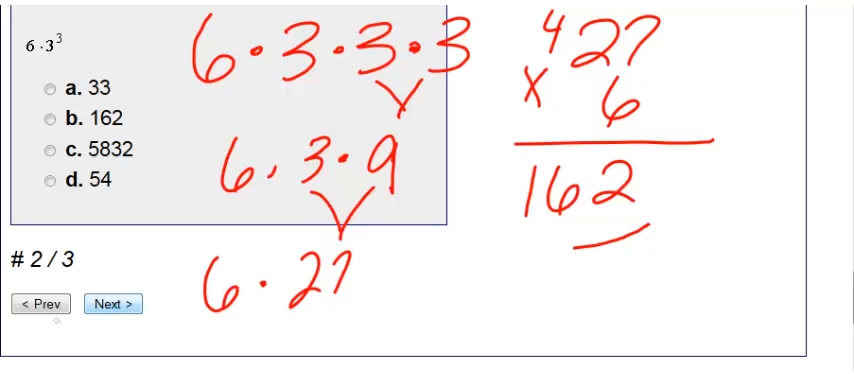 6 · 3³
a. 33
b. 162
c. 5832
d. 54
# 2 / 3
< Prev Next >
6 · 3 · 3 · 3
6 · 3 · 9
6 · 27
4 27
x 6
162